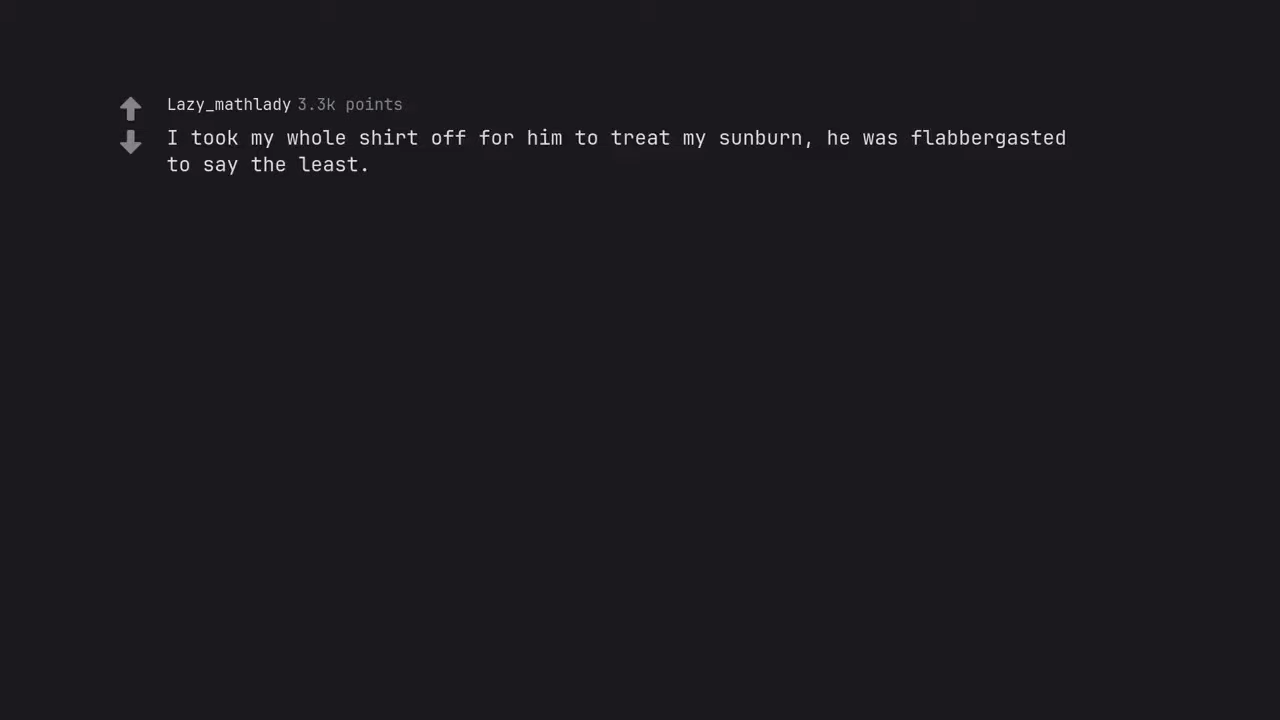 Lazy_mathlady 3.3k points
I took my whole shirt off for him to treat my sunburn, he was flabbergasted
to say the least.